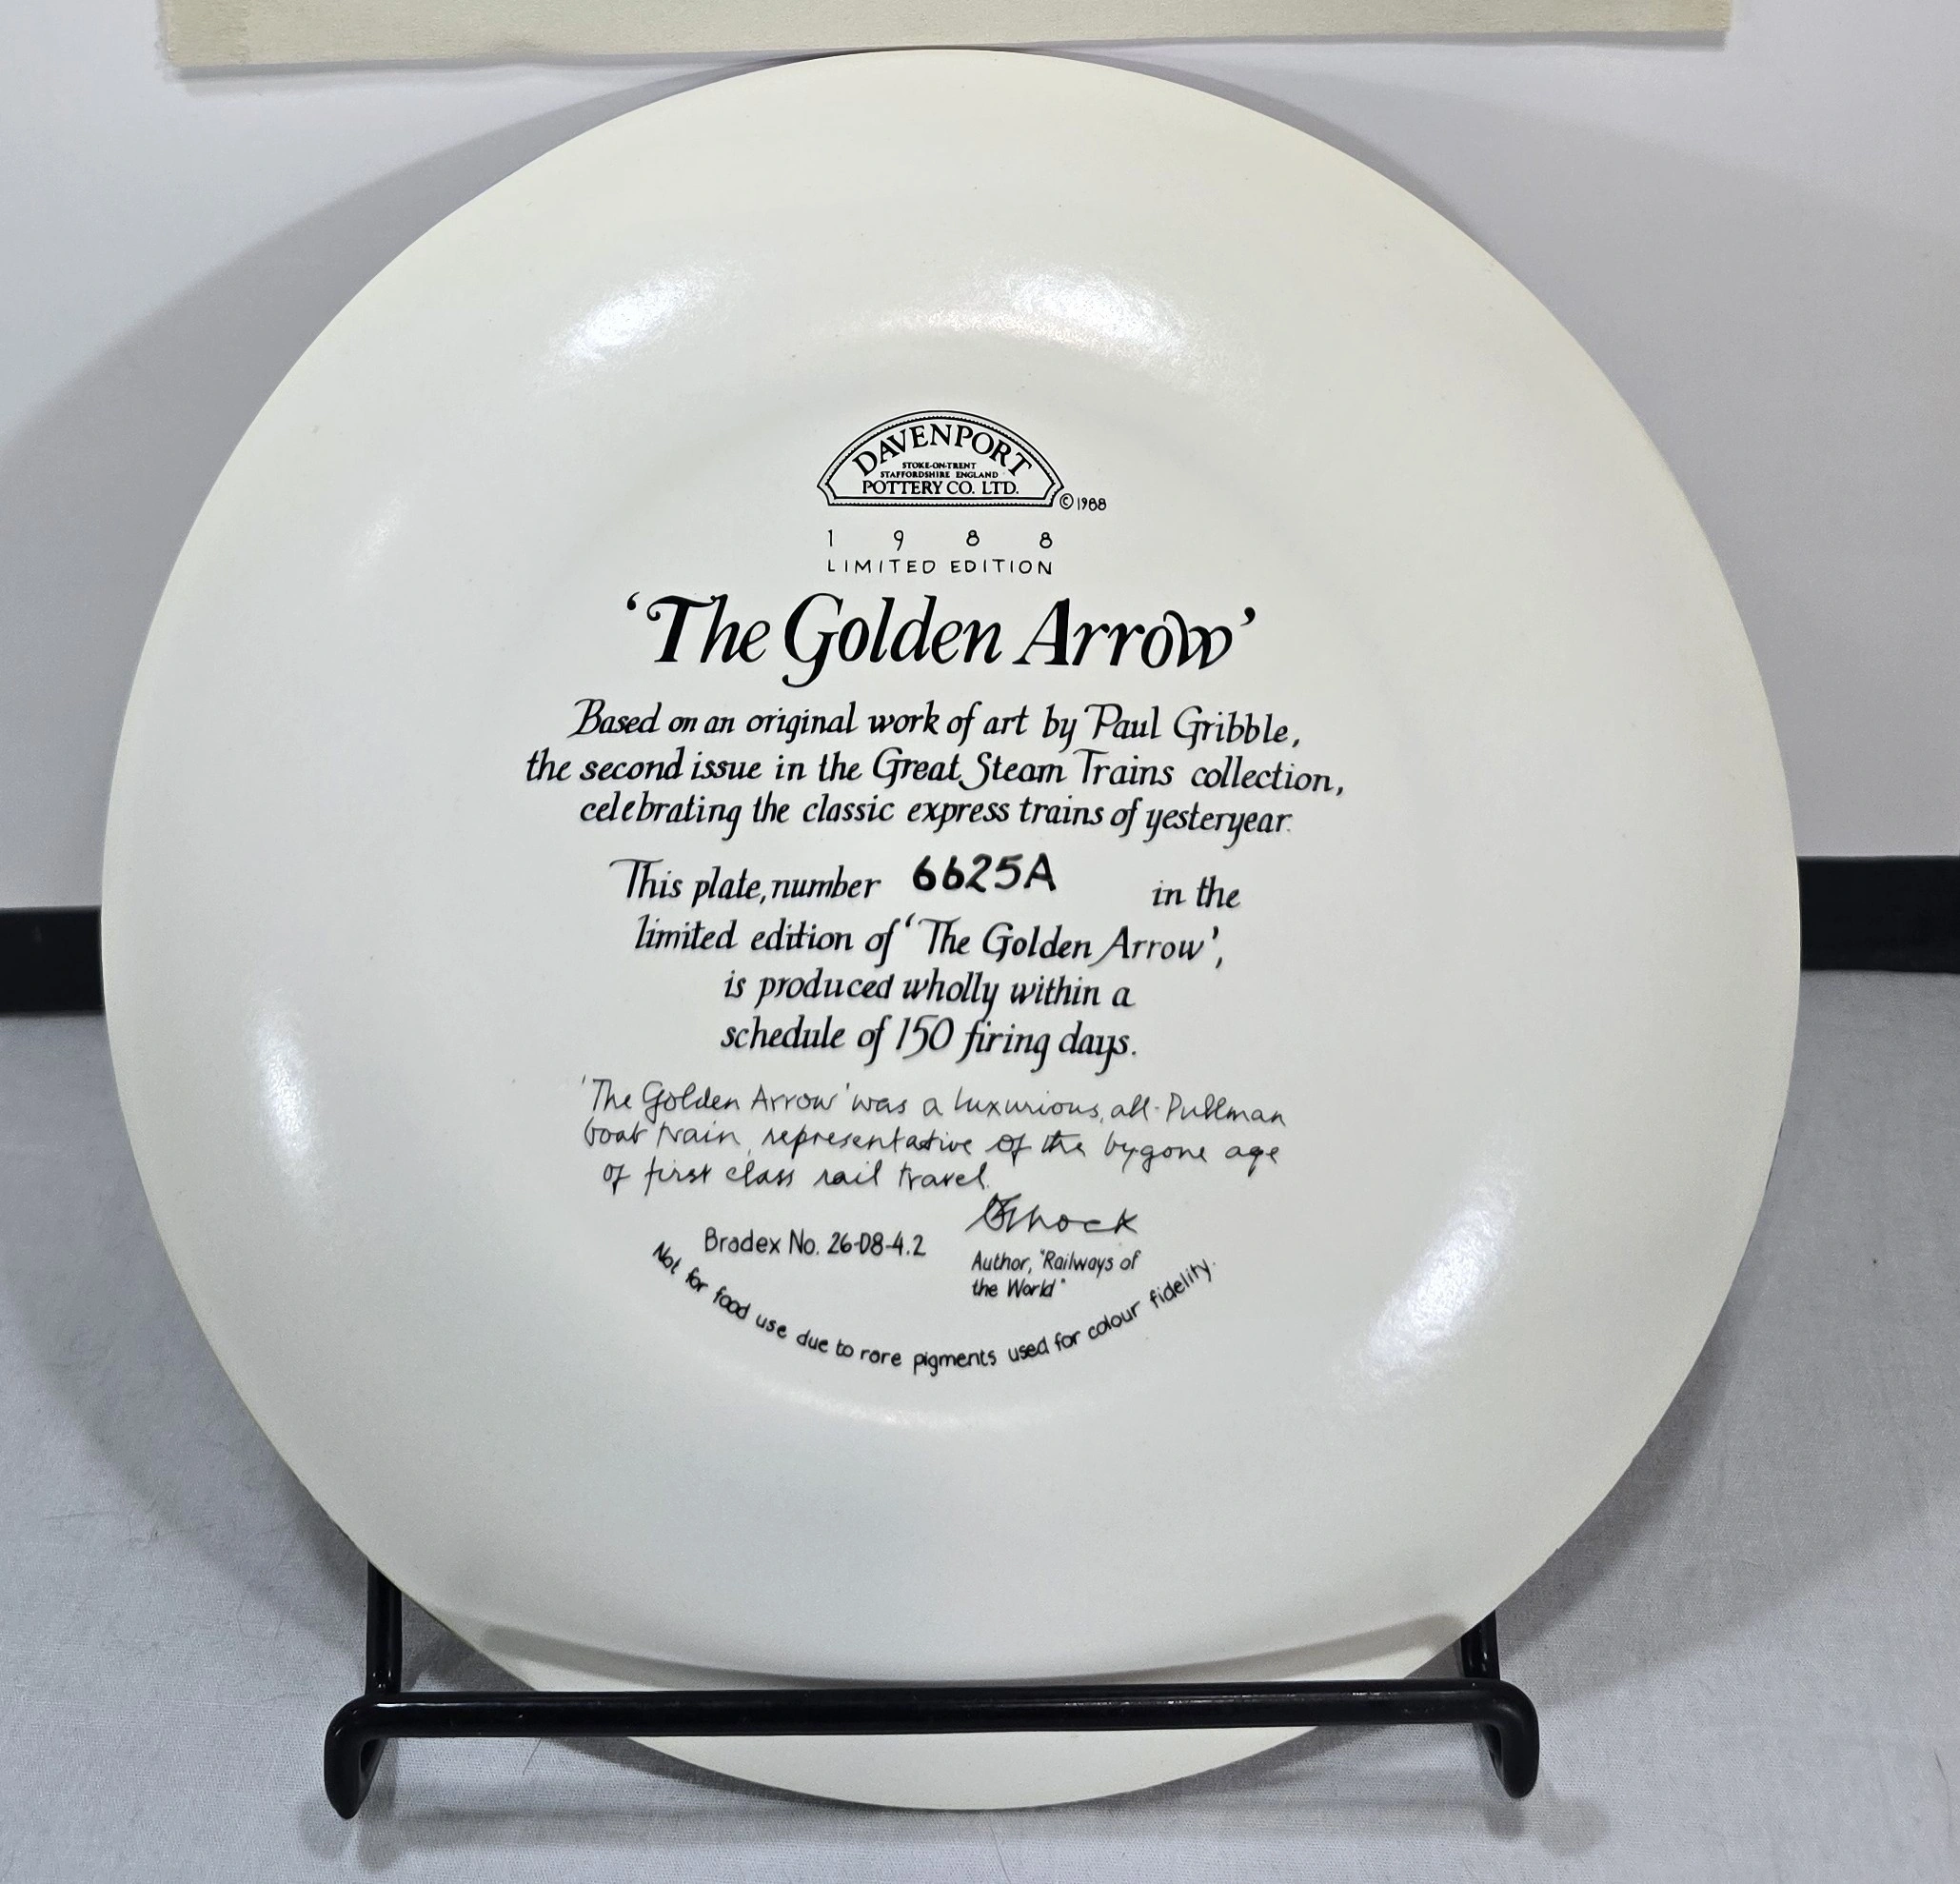 DAVENPORT
STOKE-ON-TRENT
STAFFORDSHIRE ENGLAND
POTTERY CO. LTD.
© 1988
1988
LIMITED EDITION
‘The Golden Arrow’
Based on an original work of art by Paul Gribble,
the second issue in the Great Steam Trains collection,
celebrating the classic express trains of yesteryear.
This plate, number 6625A in the
limited edition of ‘The Golden Arrow’,
is produced wholly within a
schedule of 150 firing days.
'The Golden Arrow' was a luxurious, all-Pullman
boat train, representative of the bygone age
of first class rail travel.
Bradex No. 26-D8-4.2
Author, "Railways of
the World"
Not for food use due to rare pigments used for colour fidelity.